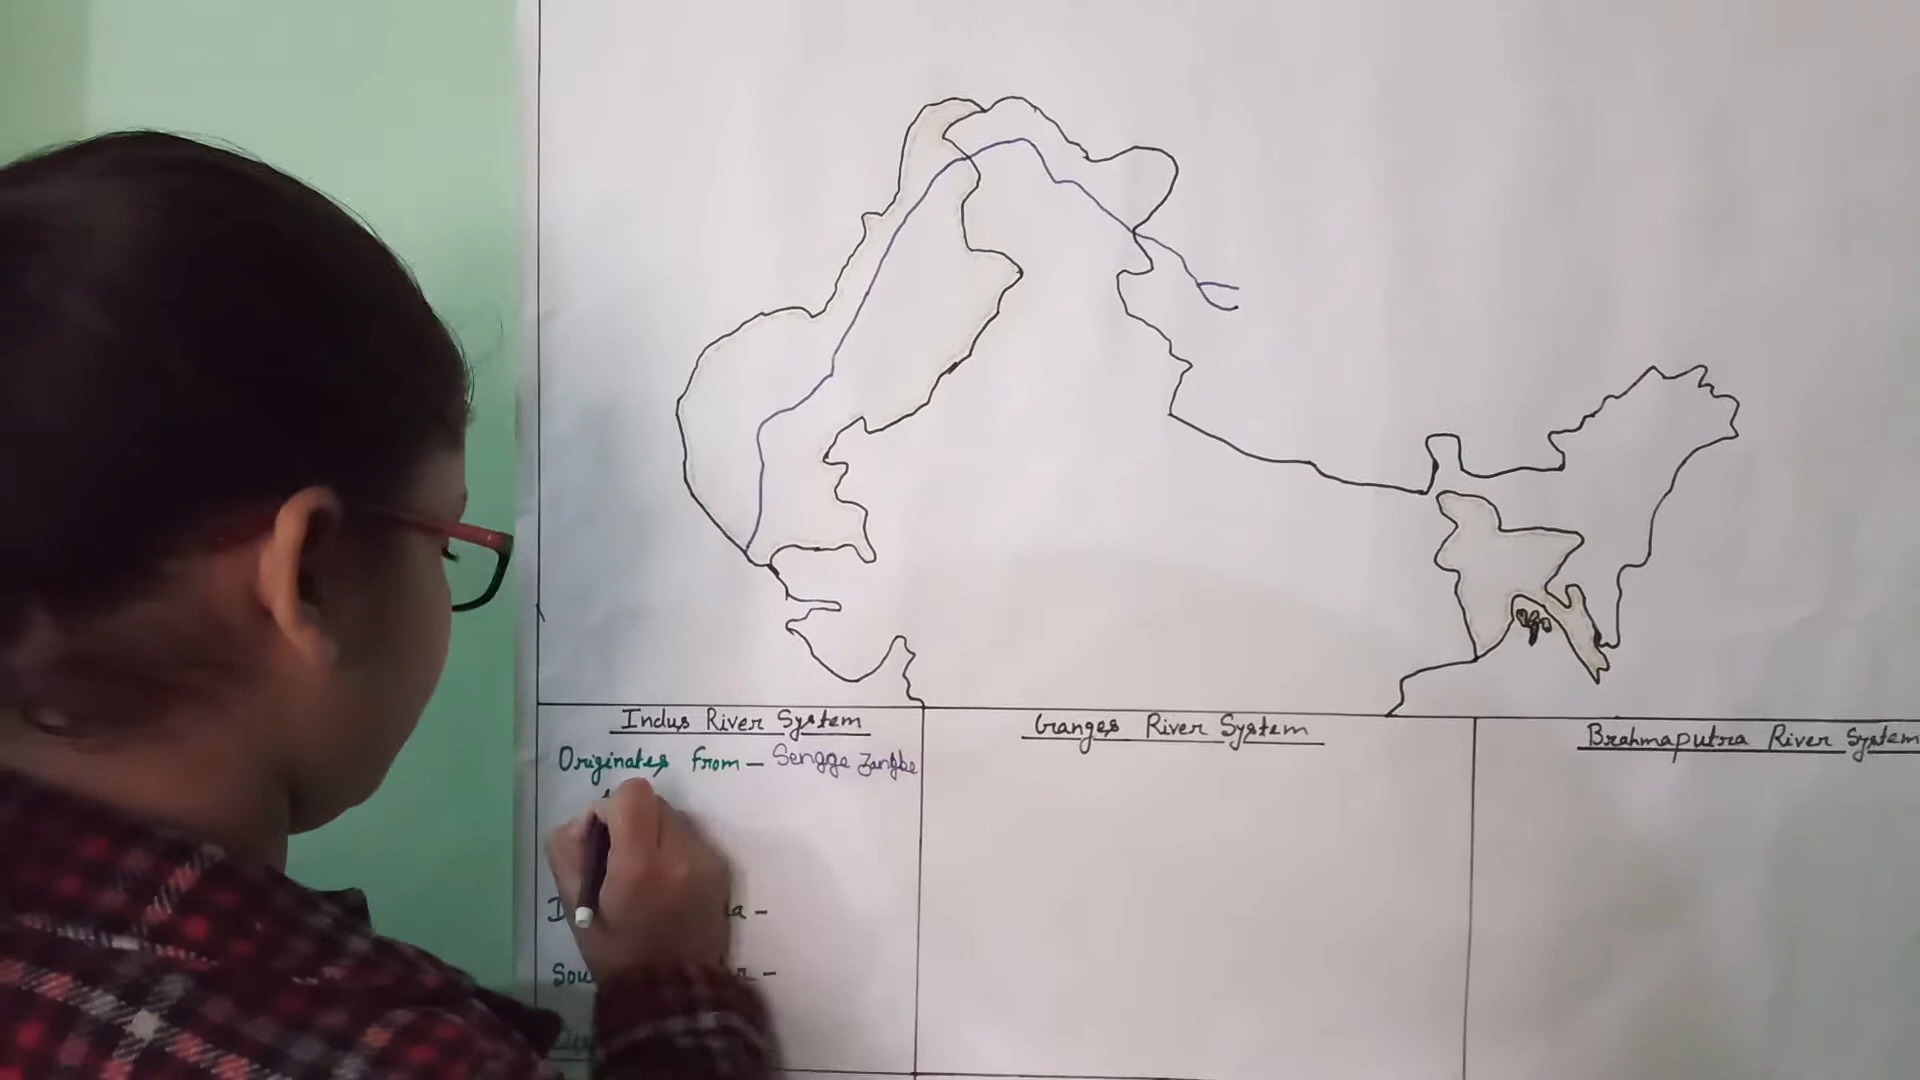 Indus River System
Originates from - Sengge Zangbo
Ganges River System
Brahmaputra River System